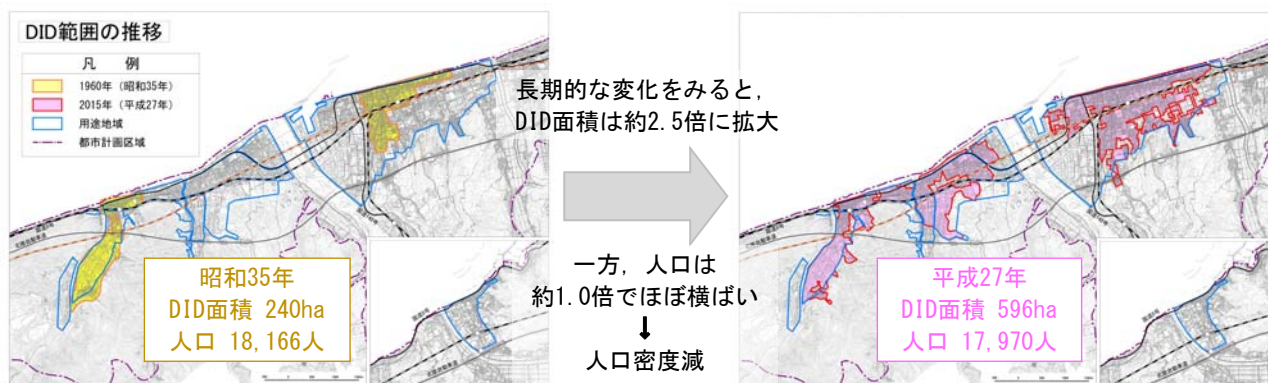 DID範囲の推移
凡 例
1960年（昭和35年）
2015年（平成27年）
用途地域
都市計画区域
昭和35年
DID面積 240ha
人口 18,166人
長期的な変化をみると，
DID面積は約2.5倍に拡大
一方，人口は
約1.0倍でほぼ横ばい
↓
人口密度減
平成27年
DID面積 596ha
人口 17,970人